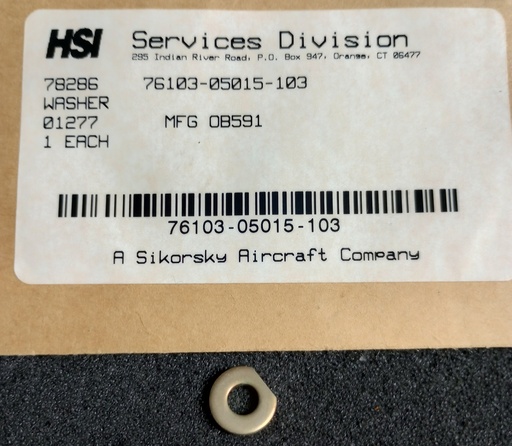 HSI Services Division
295 Indian River Road, P.O. Box 947, Orange, CT 06477
78286 76103-05015-103
WASHER
01277 MFG 0B591
1 EACH
76103-05015-103
A Sikorsky Aircraft Company